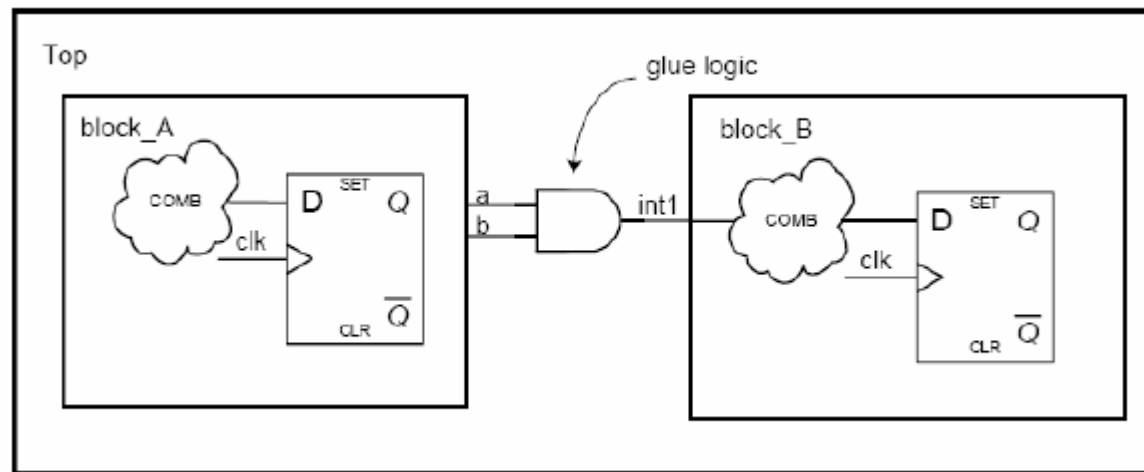 Top
glue logic
block_A
COMB
D
SET
Q
clk
Q
CLR
a
b
int1
block_B
COMB
D
SET
Q
clk
Q
CLR